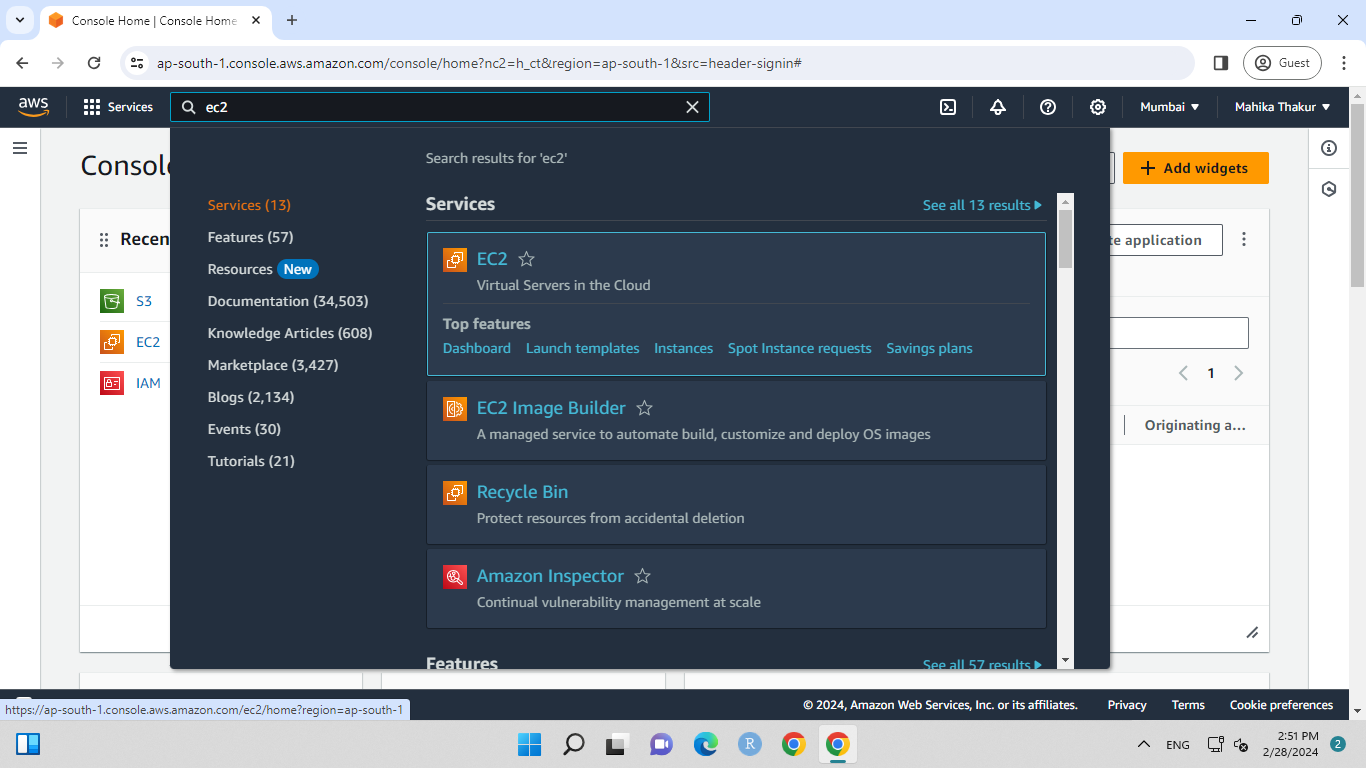 Console Home | Console Home
ap-south-1.console.aws.amazon.com/console/home?nc2=h_ct&region=ap-south-1&src=header-signin#
Guest
aws
Services
ec2
Mumbai
Mahika Thakur
Add widgets
Search results for 'ec2'
Services (13)
Features (57)
Resources New
Documentation (34,503)
Knowledge Articles (608)
Marketplace (3,427)
Blogs (2,134)
Events (30)
Tutorials (21)
Services
See all 13 results
EC2
Virtual Servers in the Cloud
Top features
Dashboard Launch templates Instances Spot Instance requests Savings plans
EC2 Image Builder
A managed service to automate build, customize and deploy OS images
Recycle Bin
Protect resources from accidental deletion
Amazon Inspector
Continual vulnerability management at scale
Features
See all 57 results
S3
EC2
IAM
application
1
Originating a...
https://ap-south-1.console.aws.amazon.com/ec2/home?region=ap-south-1
© 2024, Amazon Web Services, Inc. or its affiliates. Privacy Terms Cookie preferences
R
ENG
2:51 PM
2/28/2024
2